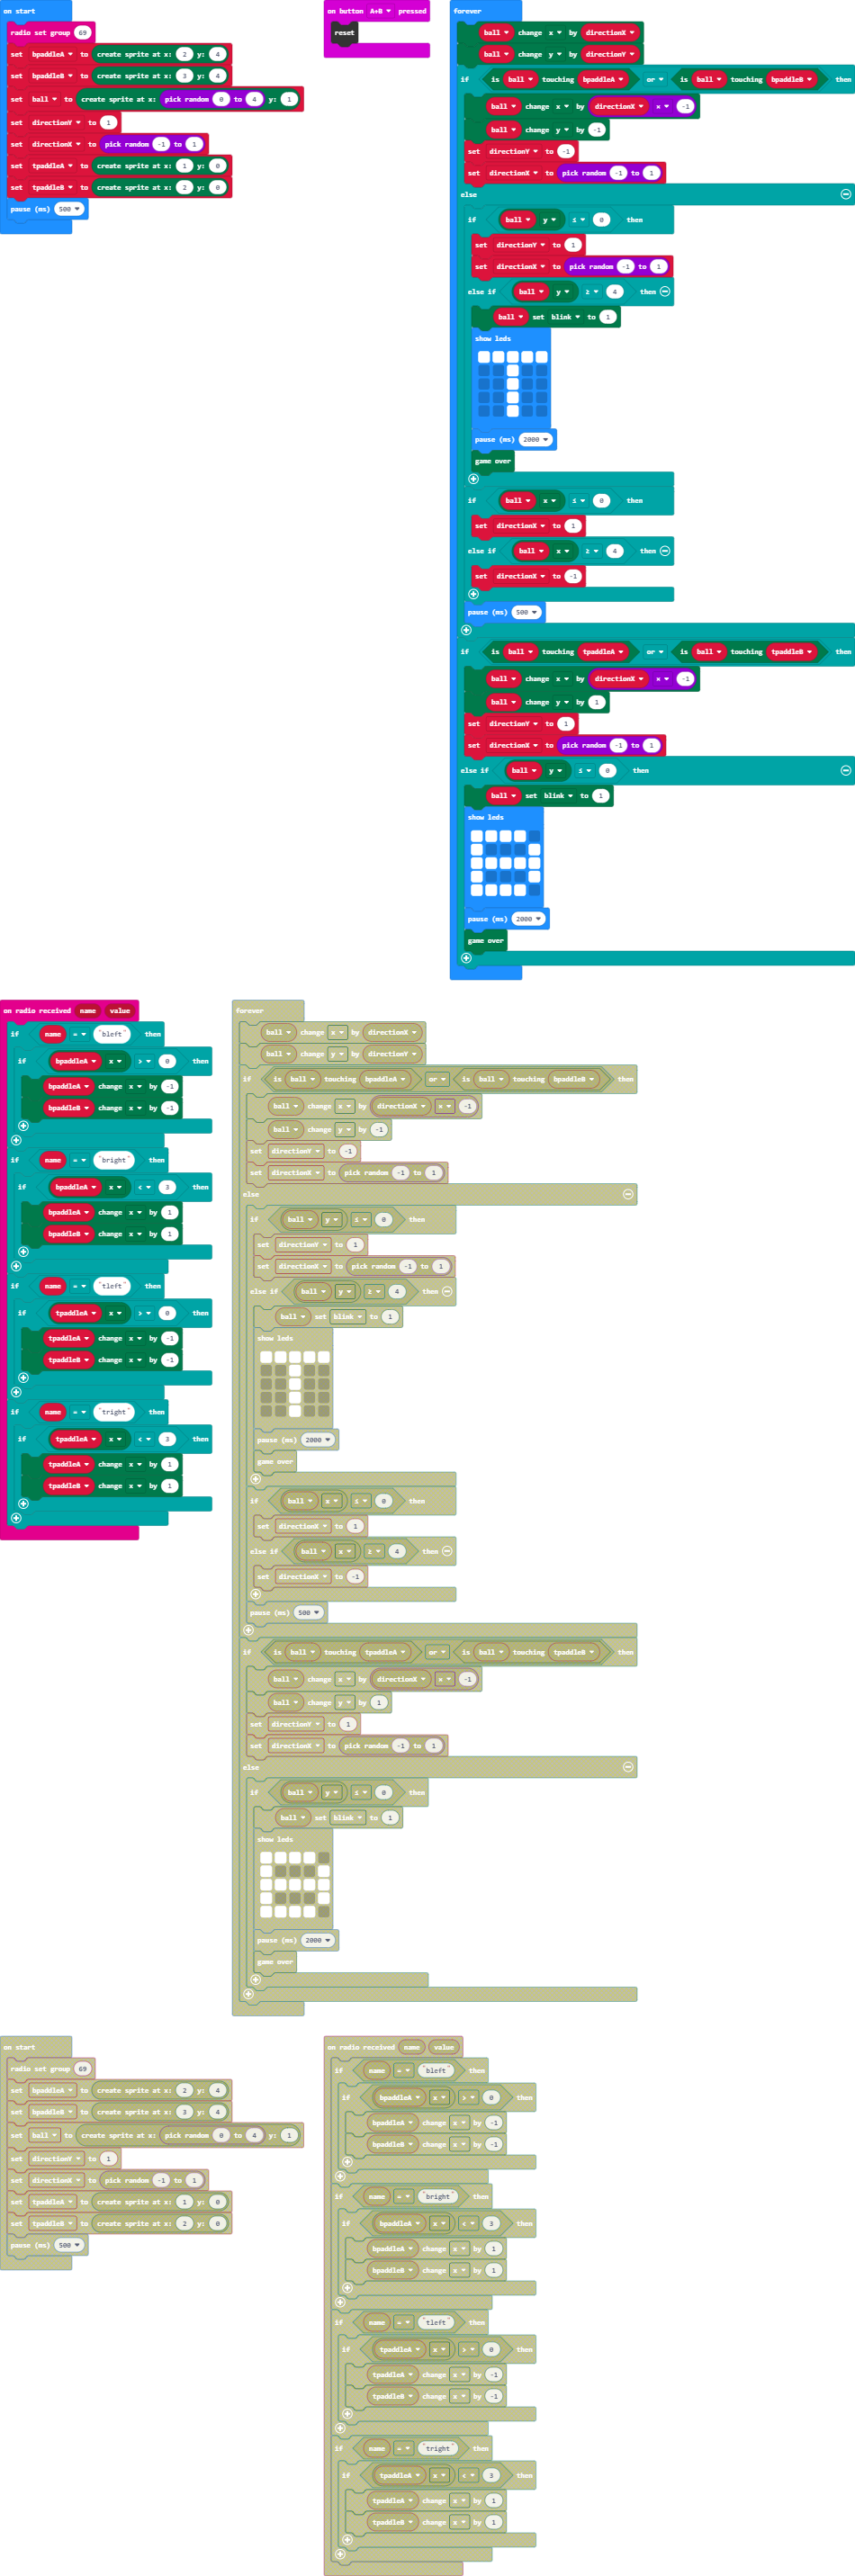 on start
radio set group 69
set bpaddleA to create sprite at x: 2 y: 4
set bpaddleB to create sprite at x: 3 y: 4
set ball to create sprite at x: pick random 0 to 4 y: 1
set directionY to 1
set directionX to pick random -1 to 1
set tpaddleA to create sprite at x: 1 y: 0
set tpaddleB to create sprite at x: 2 y: 0
pause (ms) 500
on button A+B pressed
reset
forever
ball change x by directionX
ball change y by directionY
if is ball touching bpaddleA or is ball touching bpaddleB then
ball change x by directionX × -1
ball change y by -1
set directionY to -1
set directionX to pick random -1 to 1
else
if ball y ≤ 0 then
set directionY to 1
set directionX to pick random -1 to 1
else if ball y ≥ 4 then
ball set blink to 1
show leds
pause (ms) 2000
game over
if ball x ≤ 0 then
set directionX to 1
else if ball x ≥ 4 then
set directionX to -1
pause (ms) 500
if is ball touching tpaddleA or is ball touching tpaddleB then
ball change x by directionX × -1
ball change y by 1
set directionY to 1
set directionX to pick random -1 to 1
else if ball y ≤ 0 then
ball set blink to 1
show leds
pause (ms) 2000
game over
on radio received name value
if name = "bleft" then
if bpaddleA x > 0 then
bpaddleA change x by -1
bpaddleB change x by -1
if name = "bright" then
if bpaddleA x < 3 then
bpaddleA change x by 1
bpaddleB change x by 1
if name = "tleft" then
if tpaddleA x > 0 then
tpaddleA change x by -1
tpaddleB change x by -1
if name = "tright" then
if tpaddleA x < 3 then
tpaddleA change x by 1
tpaddleB change x by 1
forever
ball change x by directionX
ball change y by directionY
if is ball touching bpaddleA or is ball touching bpaddleB then
ball change x by directionX × -1
ball change y by -1
set directionY to -1
set directionX to pick random -1 to 1
else
if ball y ≤ 0 then
set directionY to 1
set directionX to pick random -1 to 1
else if ball y ≥ 4 then
ball set blink to 1
show leds
pause (ms) 2000
game over
if ball x ≤ 0 then
set directionX to 1
else if ball x ≥ 4 then
set directionX to -1
pause (ms) 500
if is ball touching tpaddleA or is ball touching tpaddleB then
ball change x by directionX × -1
ball change y by 1
set directionY to 1
set directionX to pick random -1 to 1
else
if ball y ≤ 0 then
ball set blink to 1
show leds
pause (ms) 2000
game over
on start
radio set group 69
set bpaddleA to create sprite at x: 2 y: 4
set bpaddleB to create sprite at x: 3 y: 4
set ball to create sprite at x: pick random 0 to 4 y: 1
set directionY to 1
set directionX to pick random -1 to 1
set tpaddleA to create sprite at x: 1 y: 0
set tpaddleB to create sprite at x: 2 y: 0
pause (ms) 500
on radio received name value
if name = "bleft" then
if bpaddleA x > 0 then
bpaddleA change x by -1
bpaddleB change x by -1
if name = "bright" then
if bpaddleA x < 3 then
bpaddleA change x by 1
bpaddleB change x by 1
if name = "tleft" then
if tpaddleA x > 0 then
tpaddleA change x by -1
tpaddleB change x by -1
if name = "tright" then
if tpaddleA x < 3 then
tpaddleA change x by 1
tpaddleB change x by 1